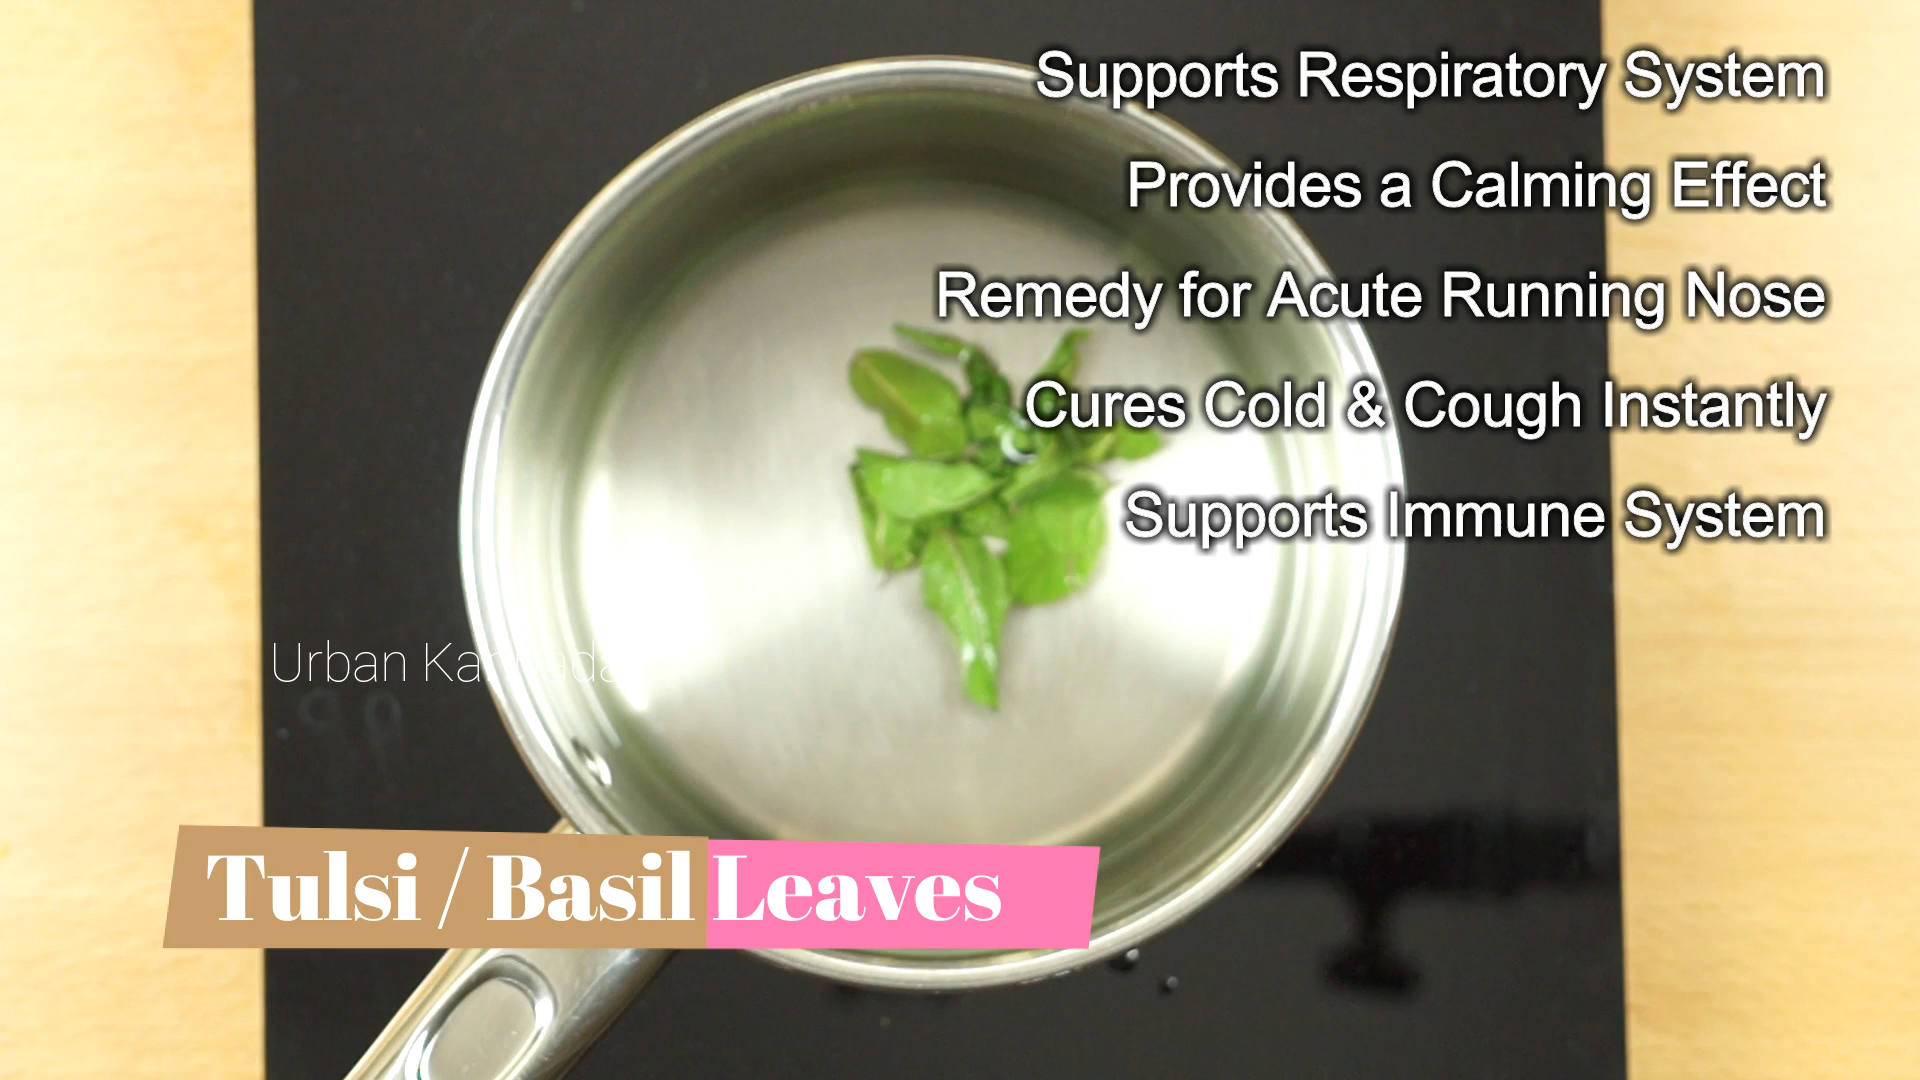 Supports Respiratory System
Provides a Calming Effect
Remedy for Acute Running Nose
Cures Cold & Cough Instantly
Supports Immune System
Urban Kannada
Tulsi / Basil Leaves